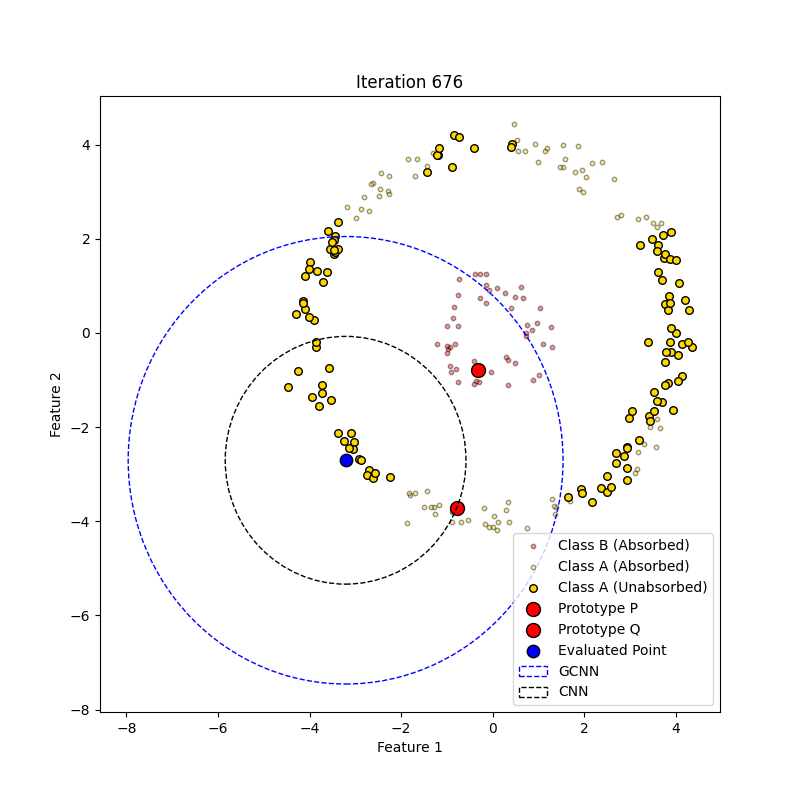 Iteration 676
Feature 2
4
2
0
−2
−4
−6
−8
Class B (Absorbed)
Class A (Absorbed)
Class A (Unabsorbed)
Prototype P
Prototype Q
Evaluated Point
GCNN
CNN
−8 −6 −4 −2 0 2 4
Feature 1